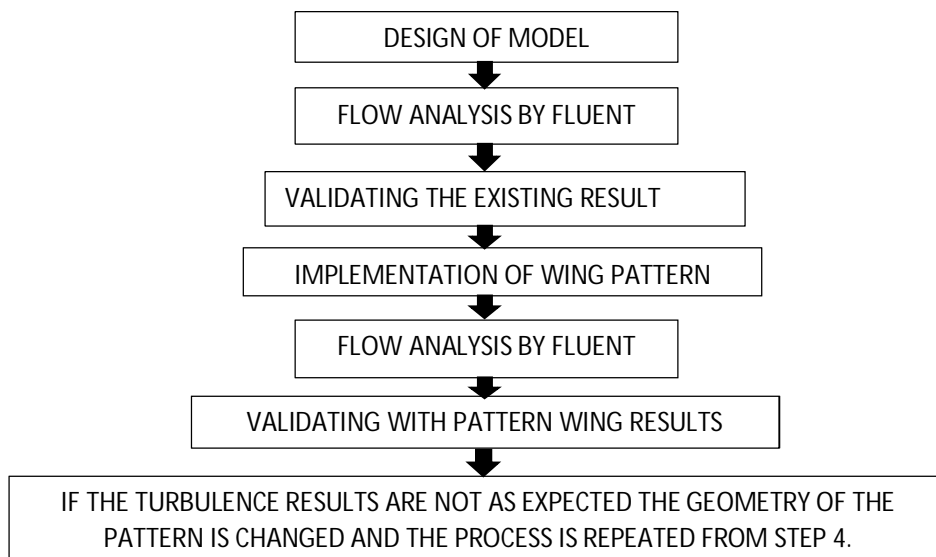 DESIGN OF MODEL
FLOW ANALYSIS BY FLUENT
VALIDATING THE EXISTING RESULT
IMPLEMENTATION OF WING PATTERN
FLOW ANALYSIS BY FLUENT
VALIDATING WITH PATTERN WING RESULTS
IF THE TURBULENCE RESULTS ARE NOT AS EXPECTED THE GEOMETRY OF THE
PATTERN IS CHANGED AND THE PROCESS IS REPEATED FROM STEP 4.